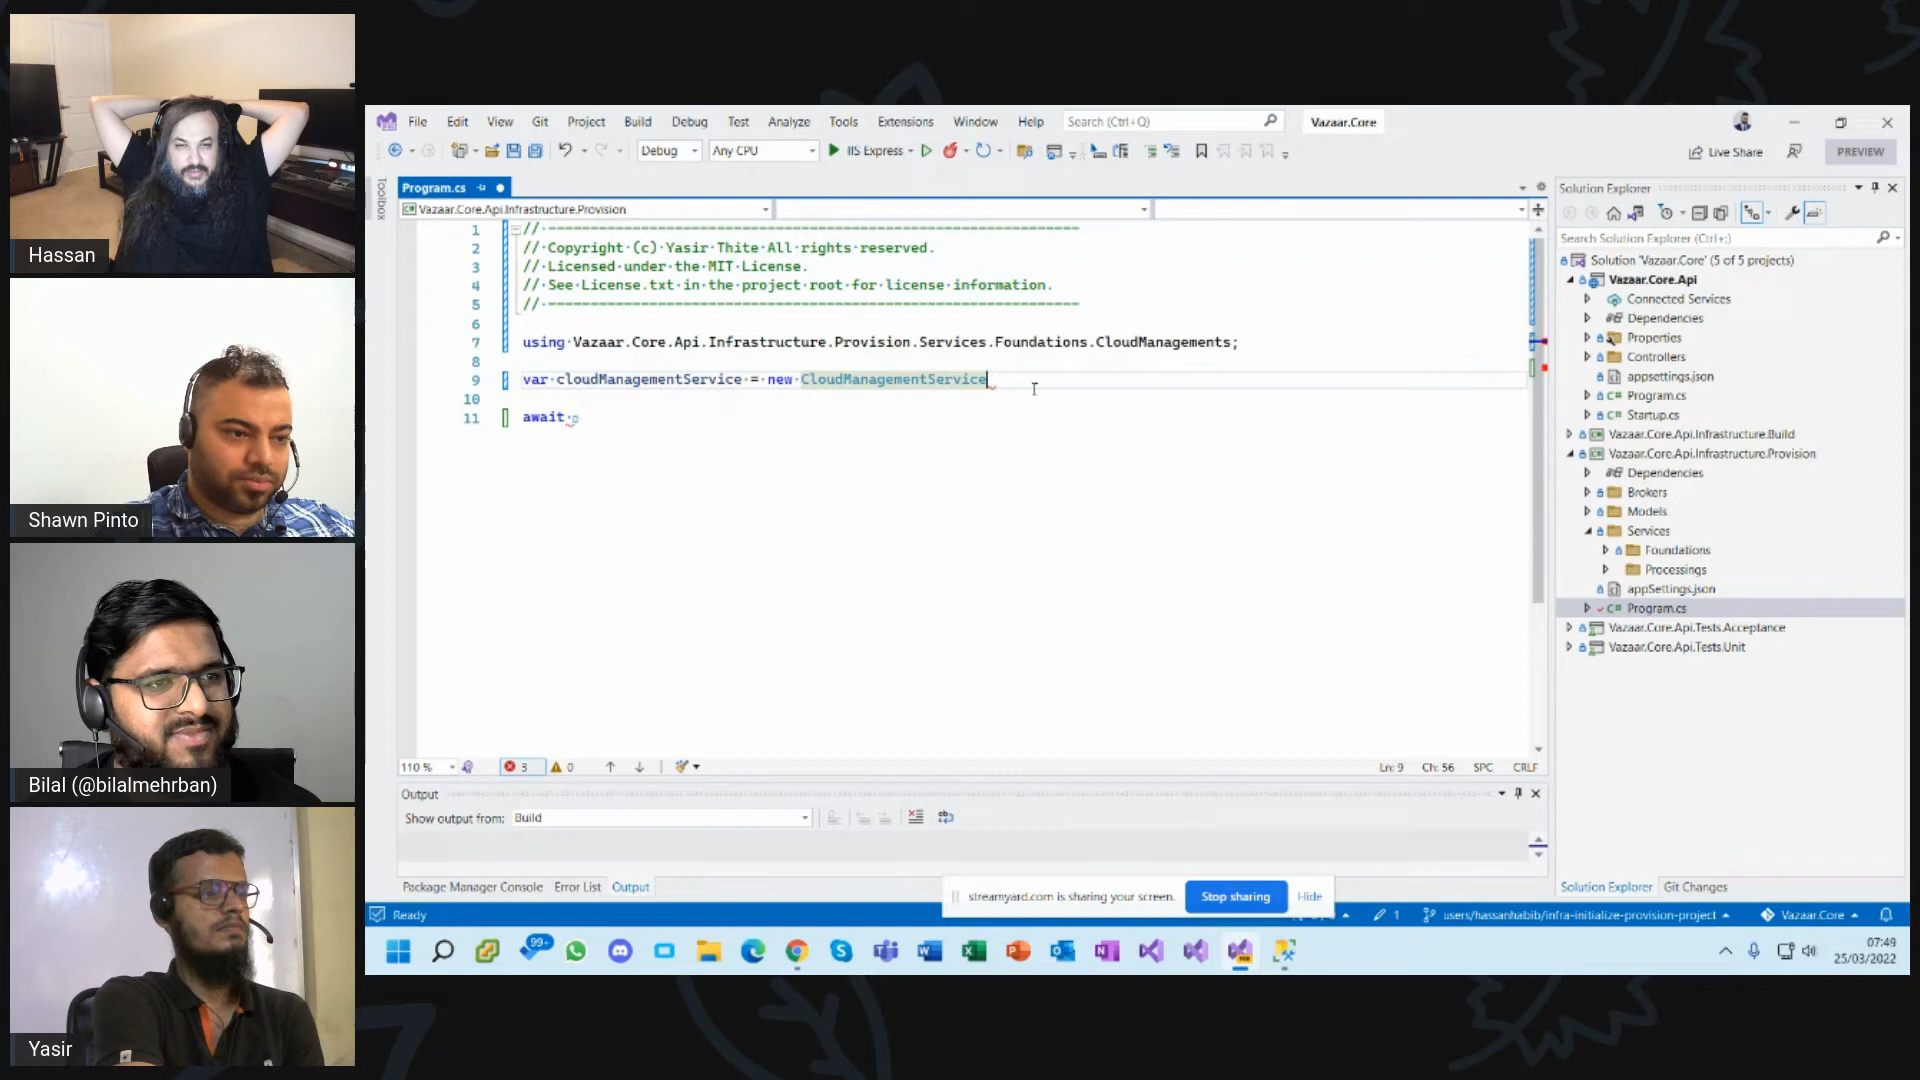 Hassan
Shawn Pinto
Bilal (@bilalmehrban)
Yasir
File Edit View Git Project Build Debug Test Analyze Tools Extensions Window Help Search (Ctrl+Q) Vazaar.Core
Debug Any CPU IIS Express Live Share PREVIEW
Toolbox
Program.cs
Vazaar.Core.Api.Infrastructure.Provision
1 // ---------------------------------------------------------------
2 // Copyright (c) Yasir Thite All rights reserved.
3 // Licensed under the MIT License.
4 // See License.txt in the project root for license information.
5 // ---------------------------------------------------------------
6
7 using Vazaar.Core.Api.Infrastructure.Provision.Services.Foundations.CloudManagements;
8
9 var cloudManagementService = new CloudManagementService
10
11 await
110 % 3 0 Ln: 9 Ch: 56 SPC CRLF
Output
Show output from: Build
Package Manager Console Error List Output
Solution Explorer
Search Solution Explorer (Ctrl+;)
Solution 'Vazaar.Core' (5 of 5 projects)
Vazaar.Core.Api
Connected Services
Dependencies
Properties
Controllers
appsettings.json
C# Program.cs
C# Startup.cs
Vazaar.Core.Api.Infrastructure.Build
Vazaar.Core.Api.Infrastructure.Provision
Dependencies
Brokers
Models
Services
Foundations
Processings
appSettings.json
C# Program.cs
Vazaar.Core.Api.Tests.Acceptance
Vazaar.Core.Api.Tests.Unit
Solution Explorer Git Changes
streamyard.com is sharing your screen. Stop sharing Hide
Ready 1 users/hassanhabib/infra-initialize-provision-project Vazaar.Core
99+
07:49
25/03/2022